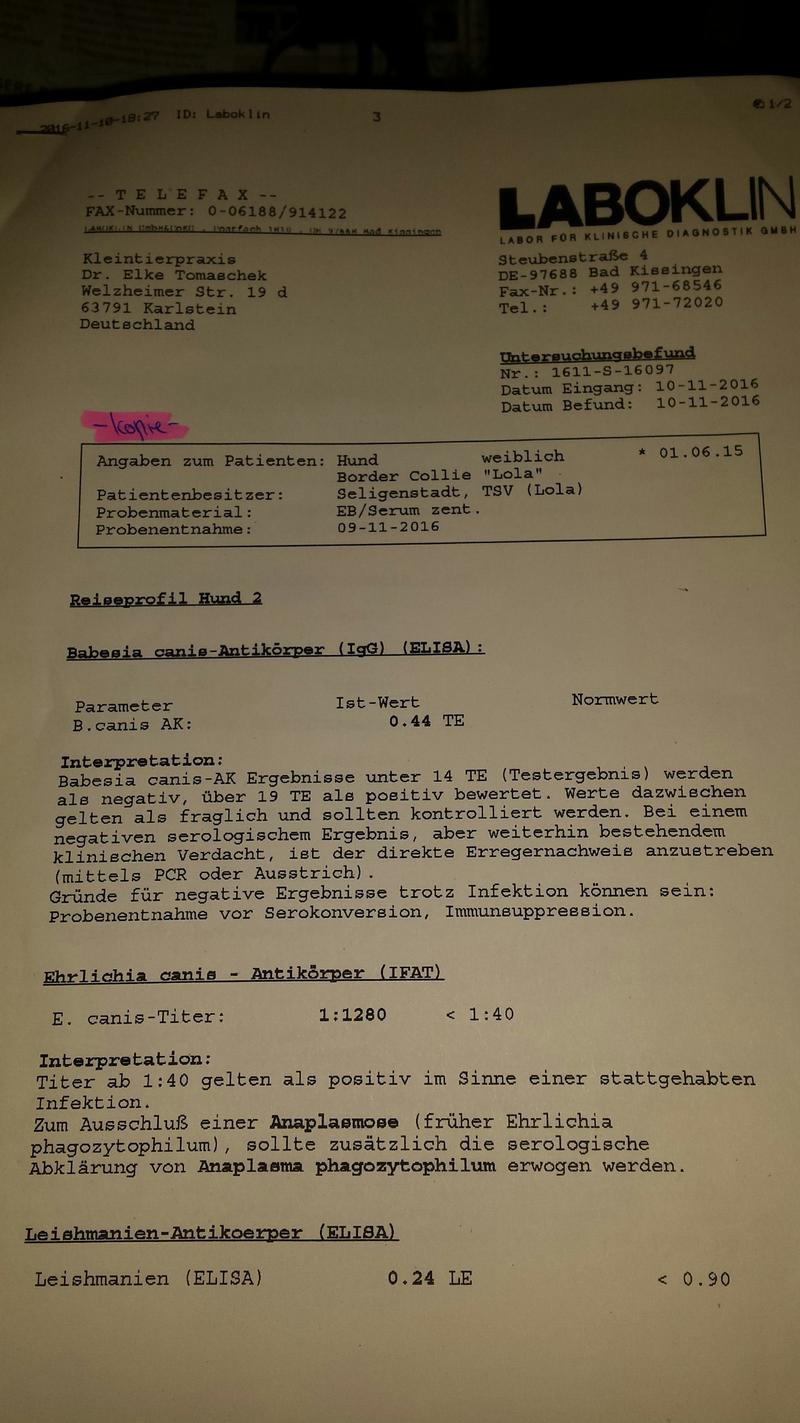 2016-11-10-18:27 ID: Laboklin 3 1/2
-- T E L E F A X --
FAX-Nummer: 0-06188/914122
LABOKLIN
LABOR FÜR KLINISCHE DIAGNOSTIK GMBH
Kleintierpraxis
Dr. Elke Tomaschek
Welzheimer Str. 19 d
63791 Karlstein
Deutschland
Steubenstraße 4
DE-97688 Bad Kissingen
Fax-Nr.: +49 971-68546
Tel.: +49 971-72020
Untersuchungsbefund
Nr.: 1611-S-16097
Datum Eingang: 10-11-2016
Datum Befund: 10-11-2016
-Kopie-
Angaben zum Patienten: Hund weiblich * 01.06.15
Border Collie "Lola"
Patientenbesitzer: Seligenstadt, TSV (Lola)
Probenmaterial: EB/Serum zent.
Probenentnahme: 09-11-2016
Reiseprofil Hund 2
Babesia canis-Antikörper (IgG) (ELISA):
Parameter Ist-Wert Normwert
B.canis AK: 0.44 TE
Interpretation:
Babesia canis-AK Ergebnisse unter 14 TE (Testergebnis) werden
als negativ, über 19 TE als positiv bewertet. Werte dazwischen
gelten als fraglich und sollten kontrolliert werden. Bei einem
negativen serologischem Ergebnis, aber weiterhin bestehendem
klinischen Verdacht, ist der direkte Erregernachweis anzustreben
(mittels PCR oder Ausstrich).
Gründe für negative Ergebnisse trotz Infektion können sein:
Probenentnahme vor Serokonversion, Immunsuppression.
Ehrlichia canis - Antikörper (IFAT)
E. canis-Titer: 1:1280 < 1:40
Interpretation:
Titer ab 1:40 gelten als positiv im Sinne einer stattgehabten
Infektion.
Zum Ausschluß einer Anaplasmose (früher Ehrlichia
phagozytophilum), sollte zusätzlich die serologische
Abklärung von Anaplasma phagozytophilum erwogen werden.
Leishmanien-Antikoerper (ELISA)
Leishmanien (ELISA) 0.24 LE < 0.90